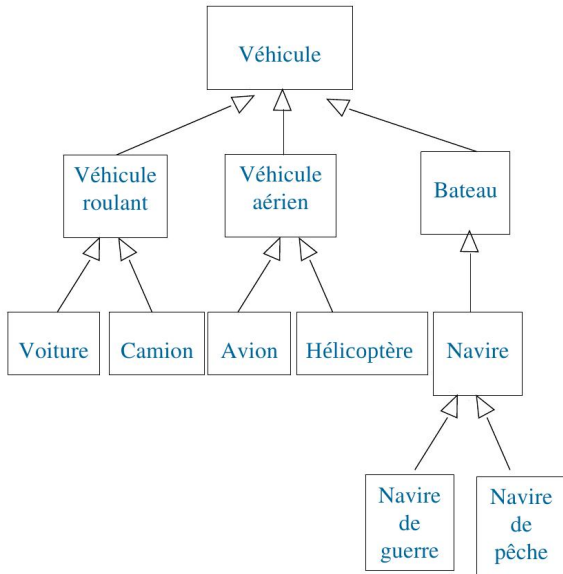 Véhicule
Véhicule
roulant
Véhicule
aérien
Bateau
Voiture
Camion
Avion
Hélicoptère
Navire
Navire
de
guerre
Navire
de
pêche